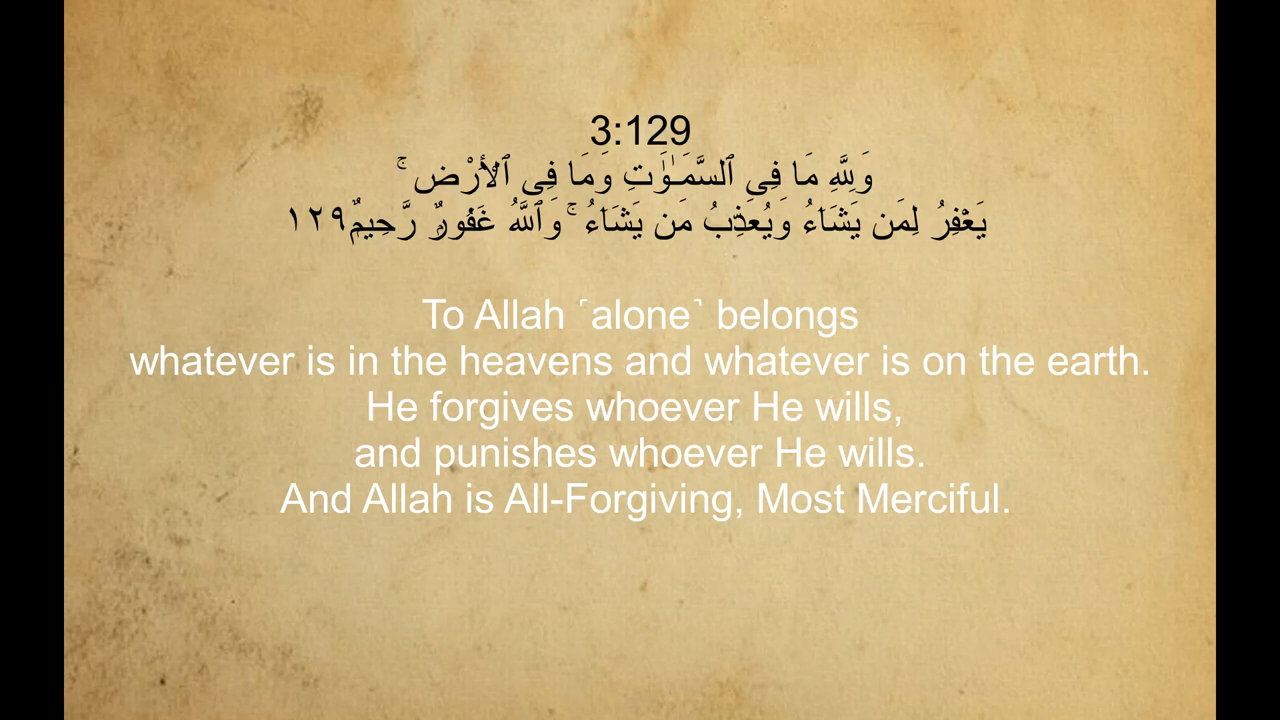 3:129
وَلِلَّهِ مَا فِى ٱلسَّمَـٰوَٰتِ وَمَا فِى ٱلْأَرْضِ ۚ
يَغْفِرُ لِمَن يَشَآءُ وَيُعَذِّبُ مَن يَشَآءُ ۚ وَٱللَّهُ غَفُورٌ رَّحِيمٌ ١٢٩
To Allah ˹alone˺ belongs
whatever is in the heavens and whatever is on the earth.
He forgives whoever He wills,
and punishes whoever He wills.
And Allah is All-Forgiving, Most Merciful.